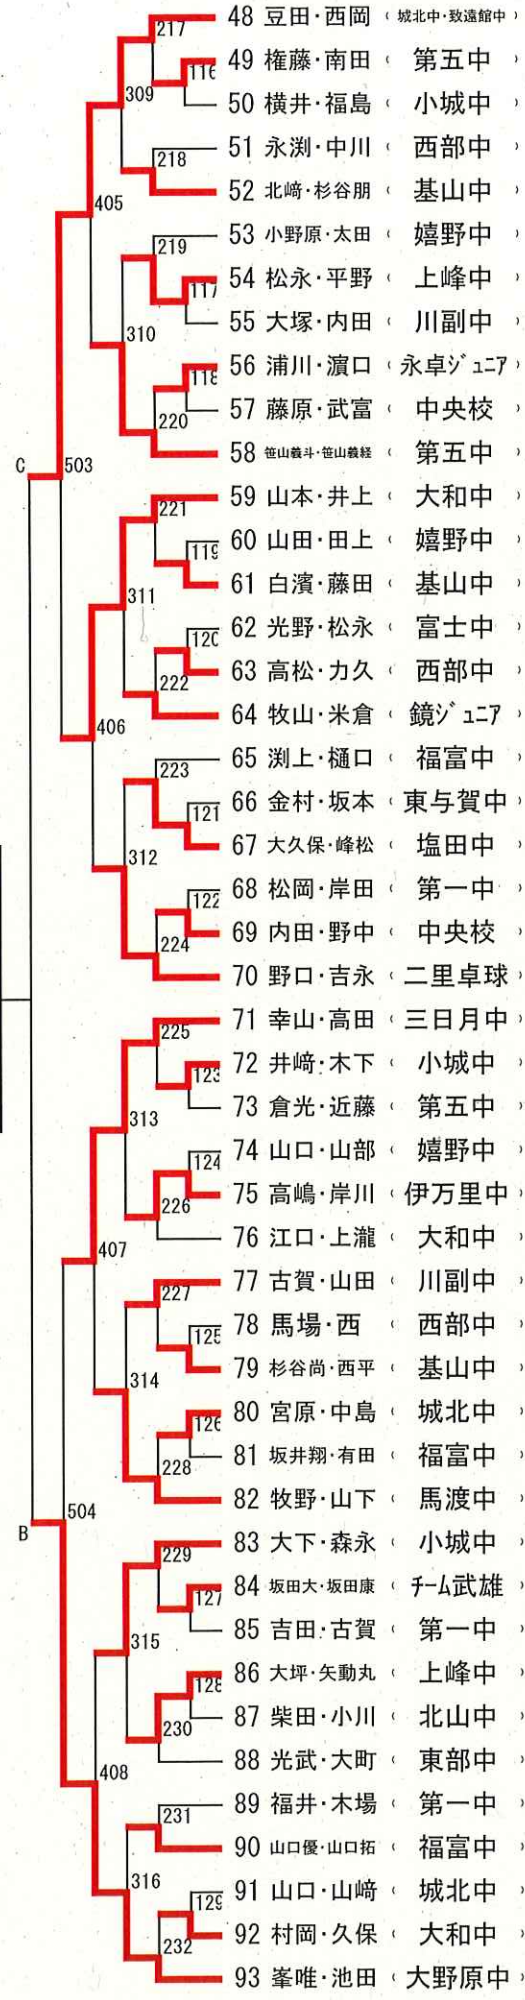 48 豆田・西岡 ( 城北中・致遠館中 )
217
49 権藤・南田 ( 第五中 )
116
309
50 横井・福島 ( 小城中 )
51 永渕・中川 ( 西部中 )
218
52 北﨑・杉谷朋 ( 基山中 )
405
53 小野原・太田 ( 嬉野中 )
219
54 松永・平野 ( 上峰中 )
117
55 大塚・内田 ( 川副中 )
310
56 浦川・濵口 ( 永卓ジュニア )
118
57 藤原・武富 ( 中央校 )
220
58 笹山義斗・笹山義経 ( 第五中 )
C 503
59 山本・井上 ( 大和中 )
221
60 山田・田上 ( 嬉野中 )
119
61 白濱・藤田 ( 基山中 )
311
62 光野・松永 ( 富士中 )
120
63 高松・力久 ( 西部中 )
222
64 牧山・米倉 ( 鏡ジュニア )
406
65 渕上・樋口 ( 福富中 )
223
66 金村・坂本 ( 東与賀中 )
121
67 大久保・峰松 ( 塩田中 )
312
68 松岡・岸田 ( 第一中 )
122
69 内田・野中 ( 中央校 )
224
70 野口・吉永 ( 二里卓球 )
71 幸山・高田 ( 三日月中 )
225
72 井﨑・木下 ( 小城中 )
123
73 倉光・近藤 ( 第五中 )
313
74 山口・山部 ( 嬉野中 )
124
75 高嶋・岸川 ( 伊万里中 )
226
76 江口・上瀧 ( 大和中 )
407
77 古賀・山田 ( 川副中 )
227
78 馬場・西 ( 西部中 )
125
79 杉谷尚・西平 ( 基山中 )
314
80 宮原・中島 ( 城北中 )
126
81 坂井翔・有田 ( 福富中 )
228
82 牧野・山下 ( 馬渡中 )
504
B
83 大下・森永 ( 小城中 )
229
84 坂田大・坂田康 ( チーム武雄 )
127
85 吉田・古賀 ( 第一中 )
315
86 大坪・矢動丸 ( 上峰中 )
128
87 柴田・小川 ( 北山中 )
230
88 光武・大町 ( 東部中 )
408
89 福井・木場 ( 第一中 )
231
90 山口優・山口拓 ( 福富中 )
316
91 山口・山﨑 ( 城北中 )
129
92 村岡・久保 ( 大和中 )
232
93 峯唯・池田 ( 大野原中 )